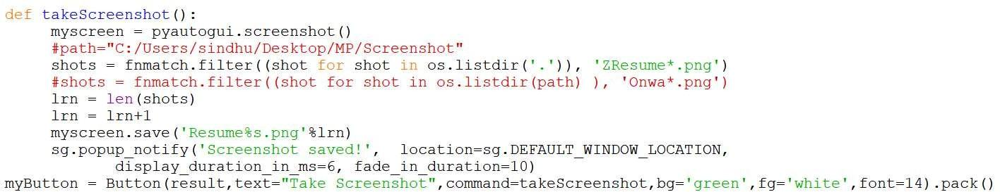 def takeScreenshot():
     myscreen = pyautogui.screenshot()
     #path="C:/Users/sindhu/Desktop/MP/Screenshot"
     shots = fnmatch.filter((shot for shot in os.listdir('.')), 'ZResume*.png')
     #shots = fnmatch.filter((shot for shot in os.listdir(path) ), 'Onwa*.png')
     lrn = len(shots)
     lrn = lrn+1
     myscreen.save('Resume%s.png'%lrn)
     sg.popup_notify('Screenshot saved!',  location=sg.DEFAULT_WINDOW_LOCATION,
            display_duration_in_ms=6, fade_in_duration=10)
myButton = Button(result,text="Take Screenshot",command=takeScreenshot,bg='green',fg='white',font=14).pack()